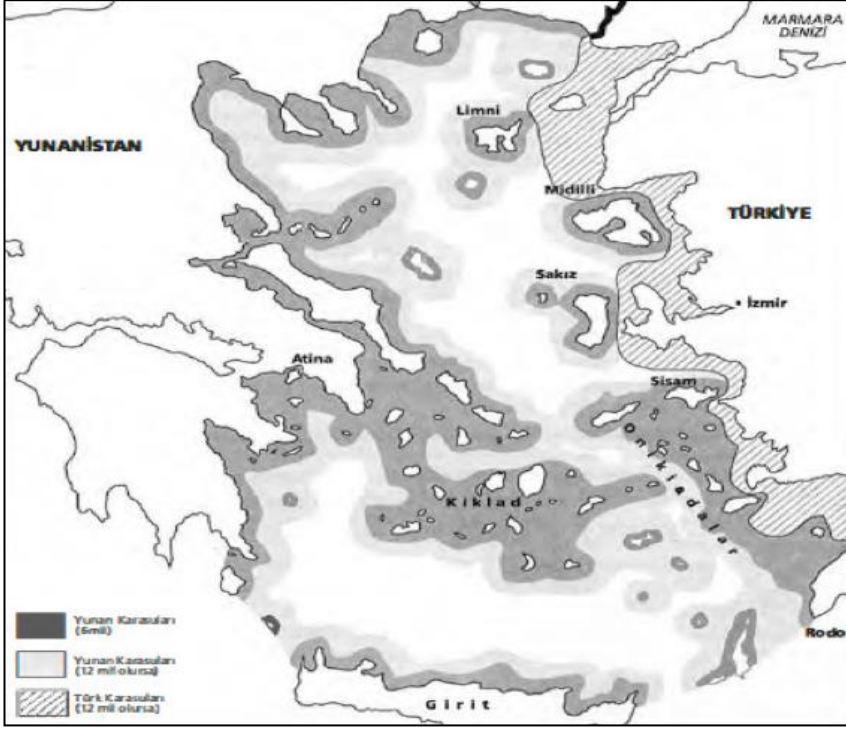 MARMARA
DENİZİ
Limni
YUNANİSTAN
Midilli
TÜRKİYE
Sakız
• İzmir
Atina
Sisam
Onikiadalar
Kiklad
Yunan Karasuları
(6mil)
Rodo
Yunan Karasuları
(12 mil olursa)
Türk Karasuları
(12 mil olursa)
Girit